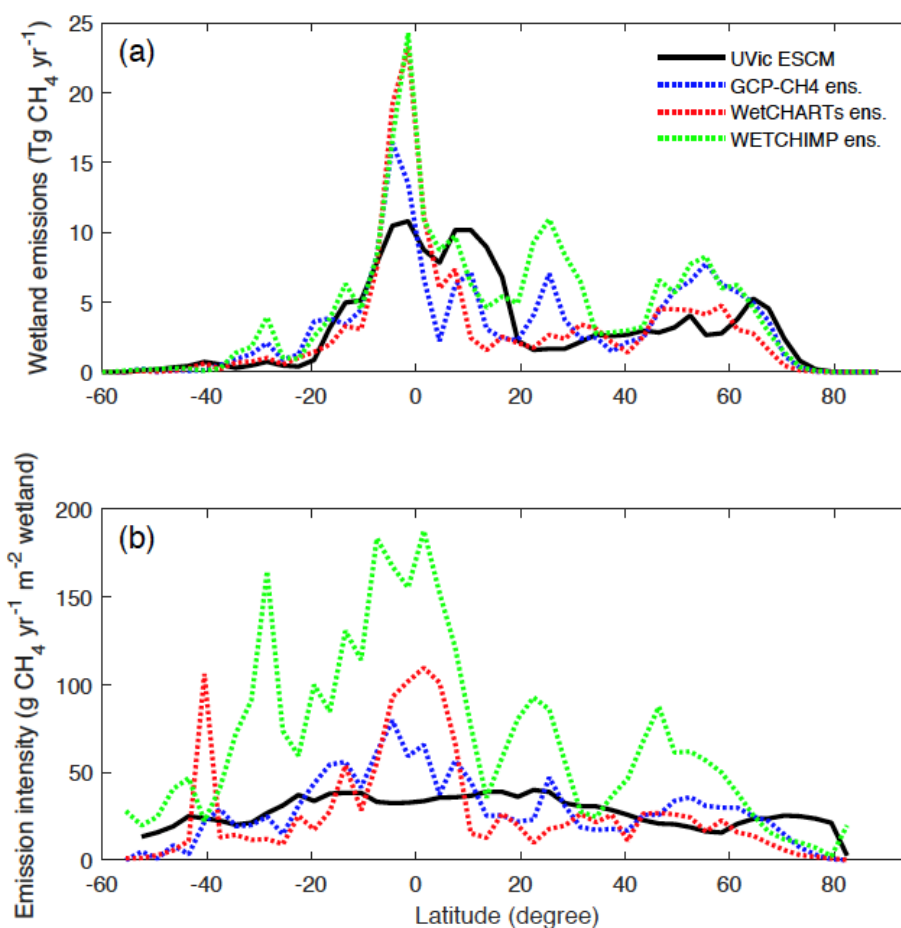 25
20
15
10
5
0
Wetland emissions (Tg CH4 yr-1)
(a)
UVic ESCM
GCP-CH4 ens.
WetCHARTs ens.
WETCHIMP ens.
-60 -40 -20 0 20 40 60 80
200
150
100
50
0
Emission intensity (g CH4 yr-1 m-2 wetland)
(b)
-60 -40 -20 0 20 40 60 80
Latitude (degree)